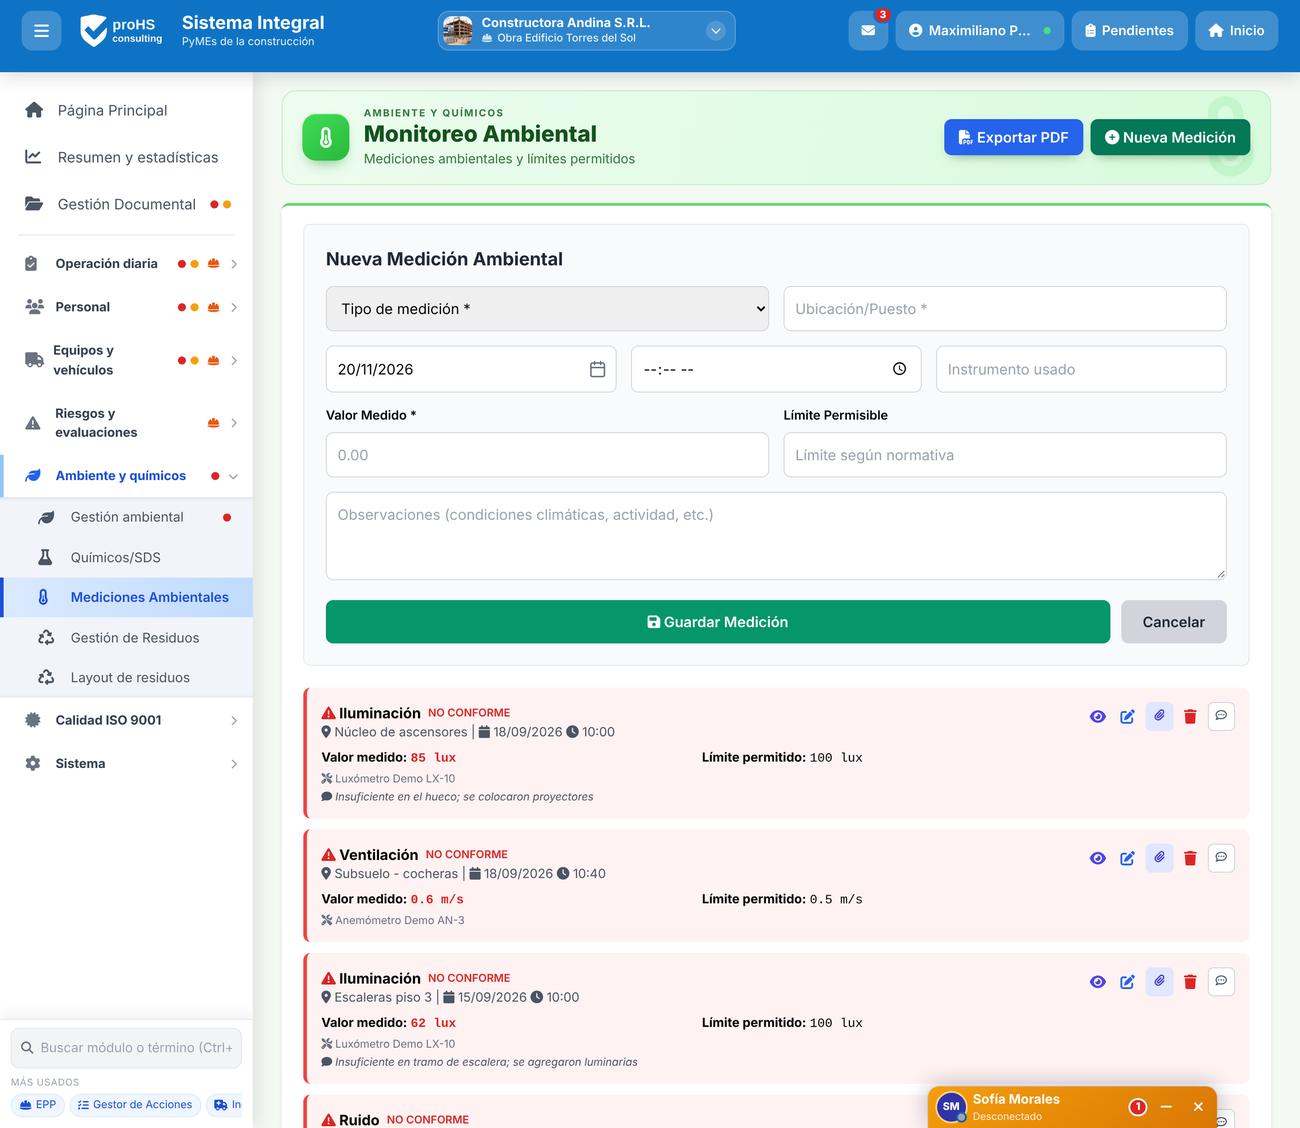 proHS
consulting
Sistema Integral
PyMEs de la construcción
Constructora Andina S.R.L.
Obra Edificio Torres del Sol
3
Maximiliano P...
Pendientes
Inicio
Página Principal
Resumen y estadísticas
Gestión Documental
Operación diaria
Personal
Equipos y
vehículos
Riesgos y
evaluaciones
Ambiente y químicos
Gestión ambiental
Químicos/SDS
Mediciones Ambientales
Gestión de Residuos
Layout de residuos
Calidad ISO 9001
Sistema
Buscar módulo o término (Ctrl+
MÁS USADOS
EPP
Gestor de Acciones
In
AMBIENTE Y QUÍMICOS
Monitoreo Ambiental
Mediciones ambientales y límites permitidos
Exportar PDF
Nueva Medición
Nueva Medición Ambiental
Tipo de medición *
Ubicación/Puesto *
20/11/2026
--:-- --
Instrumento usado
Valor Medido *
Límite Permisible
0.00
Límite según normativa
Observaciones (condiciones climáticas, actividad, etc.)
Guardar Medición
Cancelar
Iluminación NO CONFORME
Núcleo de ascensores | 18/09/2026 10:00
Valor medido: 85 lux
Límite permitido: 100 lux
Luxómetro Demo LX-10
Insuficiente en el hueco; se colocaron proyectores
Ventilación NO CONFORME
Subsuelo - cocheras | 18/09/2026 10:40
Valor medido: 0.6 m/s
Límite permitido: 0.5 m/s
Anemómetro Demo AN-3
Iluminación NO CONFORME
Escaleras piso 3 | 15/09/2026 10:00
Valor medido: 62 lux
Límite permitido: 100 lux
Luxómetro Demo LX-10
Insuficiente en tramo de escalera; se agregaron luminarias
Ruido NO CONFORME
SM
Sofía Morales
Desconectado
1